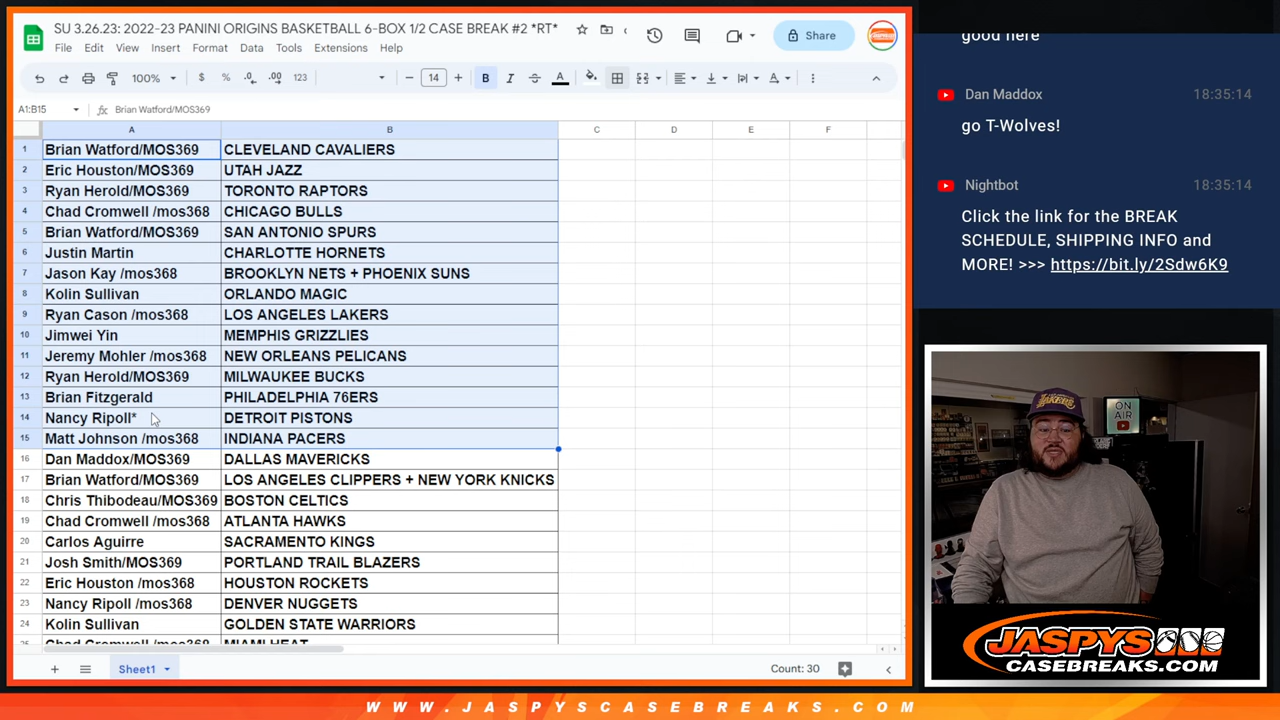 SU 3.26.23: 2022-23 PANINI ORIGINS BASKETBALL 6-BOX 1/2 CASE BREAK #2 *RT*
Share
File Edit View Insert Format Data Tools Extensions Help
100% $ % .0 .00 123 14 B I A
A1:B15 fx Brian Watford/MOS369
A B C D E F
1 Brian Watford/MOS369 CLEVELAND CAVALIERS
2 Eric Houston/MOS369 UTAH JAZZ
3 Ryan Herold/MOS369 TORONTO RAPTORS
4 Chad Cromwell /mos368 CHICAGO BULLS
5 Brian Watford/MOS369 SAN ANTONIO SPURS
6 Justin Martin CHARLOTTE HORNETS
7 Jason Kay /mos368 BROOKLYN NETS + PHOENIX SUNS
8 Kolin Sullivan ORLANDO MAGIC
9 Ryan Cason /mos368 LOS ANGELES LAKERS
10 Jimwei Yin MEMPHIS GRIZZLIES
11 Jeremy Mohler /mos368 NEW ORLEANS PELICANS
12 Ryan Herold/MOS369 MILWAUKEE BUCKS
13 Brian Fitzgerald PHILADELPHIA 76ERS
14 Nancy Ripoll* DETROIT PISTONS
15 Matt Johnson /mos368 INDIANA PACERS
16 Dan Maddox/MOS369 DALLAS MAVERICKS
17 Brian Watford/MOS369 LOS ANGELES CLIPPERS + NEW YORK KNICKS
18 Chris Thibodeau/MOS369 BOSTON CELTICS
19 Chad Cromwell /mos368 ATLANTA HAWKS
20 Carlos Aguirre SACRAMENTO KINGS
21 Josh Smith/MOS369 PORTLAND TRAIL BLAZERS
22 Eric Houston /mos368 HOUSTON ROCKETS
23 Nancy Ripoll /mos368 DENVER NUGGETS
24 Kolin Sullivan GOLDEN STATE WARRIORS
25 Chad Cromwell /mos368 MIAMI HEAT
Sheet1 Count: 30
good here
Dan Maddox 18:35:14
go T-Wolves!
Nightbot 18:35:14
Click the link for the BREAK
SCHEDULE, SHIPPING INFO and
MORE! >>> https://bit.ly/2Sdw6K9
ON
AIR
JASPYS
CASEBREAKS.COM
WWW.JASPYSCASEBREAKS.COM